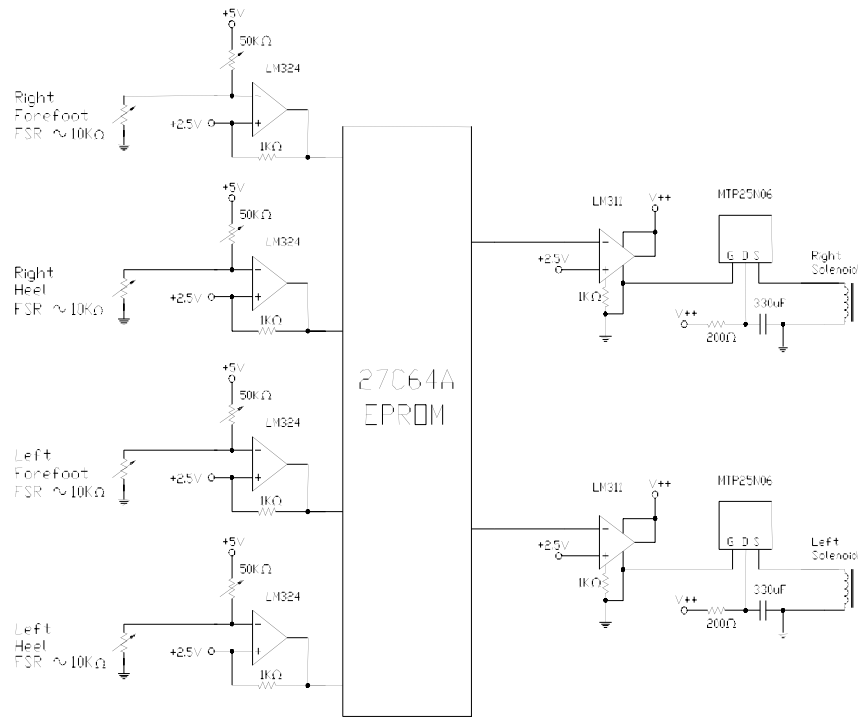 +5V
50KΩ
LM324
Right
Forefoot
FSR ~10KΩ
+2.5V
1KΩ
+5V
50KΩ
LM324
Right
Heel
FSR ~10KΩ
+2.5V
1KΩ
+5V
50KΩ
LM324
Left
Forefoot
FSR ~10KΩ
+2.5V
1KΩ
+5V
50KΩ
LM324
Left
Heel
FSR ~10KΩ
+2.5V
1KΩ
27C64A
EPROM
LM311
V++
MTP25N06
+2.5V
G D S
Right
Solenoid
1KΩ
V++
330uF
200Ω
LM311
V++
MTP25N06
+2.5V
G D S
Left
Solenoid
1KΩ
V++
330uF
200Ω